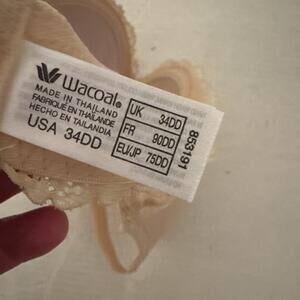 Wacoal®
MADE IN THAILAND
FABRIQUÉ EN THAÏLANDE
HECHO EN TAILANDIA
USA 34DD
UK 34DD
FR 90DD
EU/JP 75DD
853191